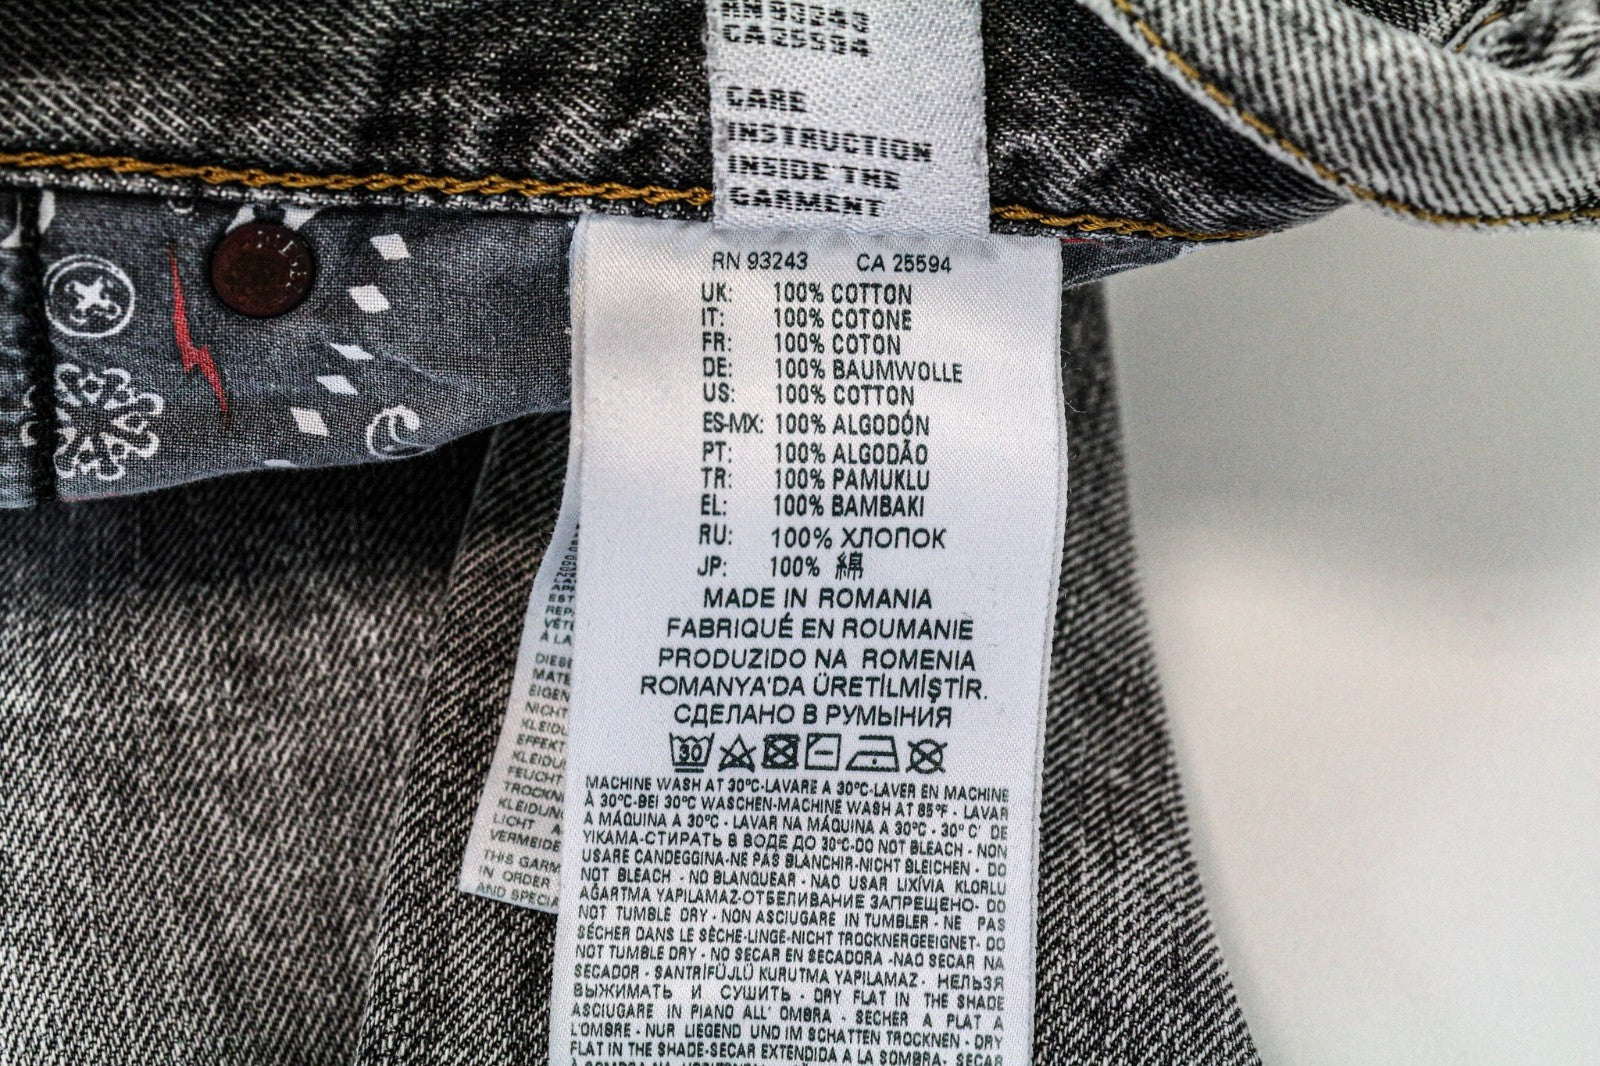 RN 93243
CA 25594
CARE
INSTRUCTION
INSIDE THE
GARMENT
RN 93243 CA 25594
UK: 100% COTTON
IT: 100% COTONE
FR: 100% COTON
DE: 100% BAUMWOLLE
US: 100% COTTON
ES-MX: 100% ALGODÓN
PT: 100% ALGODÃO
TR: 100% PAMUKLU
EL: 100% BAMBAKI
RU: 100% ХЛОПОК
JP: 100% 綿
MADE IN ROMANIA
FABRIQUÉ EN ROUMANIE
PRODUZIDO NA ROMENIA
ROMANYA'DA ÜRETİLMİŞTİR.
СДЕЛАНО В РУМЫНИЯ
30
MACHINE WASH AT 30°C-LAVARE A 30°C-LAVER EN MACHINE
À 30°C-BEI 30°C WASCHEN-MACHINE WASH AT 85°F - LAVAR
A MÁQUINA A 30°C - LAVAR NA MÁQUINA A 30°C - 30° C' DE
YIKAMA-СТИРАТЬ В ВОДЕ ДО 30°C-DO NOT BLEACH - NON
USARE CANDEGGINA-NE PAS BLANCHIR-NICHT BLEICHEN - DO
NOT BLEACH - NO BLANQUEAR - NAO USAR LIXÍVIA KLORLU
AĞARTMA YAPILAMAZ-ОТБЕЛИВАНИЕ ЗАПРЕЩЕНО- DO
NOT TUMBLE DRY - NON ASCIUGARE IN TUMBLER - NE PAS
SÉCHER DANS LE SÈCHE-LINGE-NICHT TROCKNERGEEIGNET- DO
NOT TUMBLE DRY - NO SECAR EN SECADORA -NAO SECAR NA
SECADOR - SANTRİFÜJLÜ KURUTMA YAPILAMAZ - НЕЛЬЗЯ
ВЫЖИМАТЬ И СУШИТЬ - DRY FLAT IN THE SHADE
ASCIUGARE IN PIANO ALL' OMBRA - SECHER A PLAT À
L'OMBRE - NUR LIEGEND UND IM SCHATTEN TROCKNEN - DRY
FLAT IN THE SHADE-SECAR EXTENDIDA A LA SOMBRA- SECAR
EST
REP
VÊTE
À LA
DIESE
MATE
EIGEN
NICHT
KLEIDU
EFFEKT
KLEIDU
FEUCHT
TROCKN
KLEIDUN
LICHT A
VERMEIDE
THIS GARM
IN ORDER
AND SPECIA